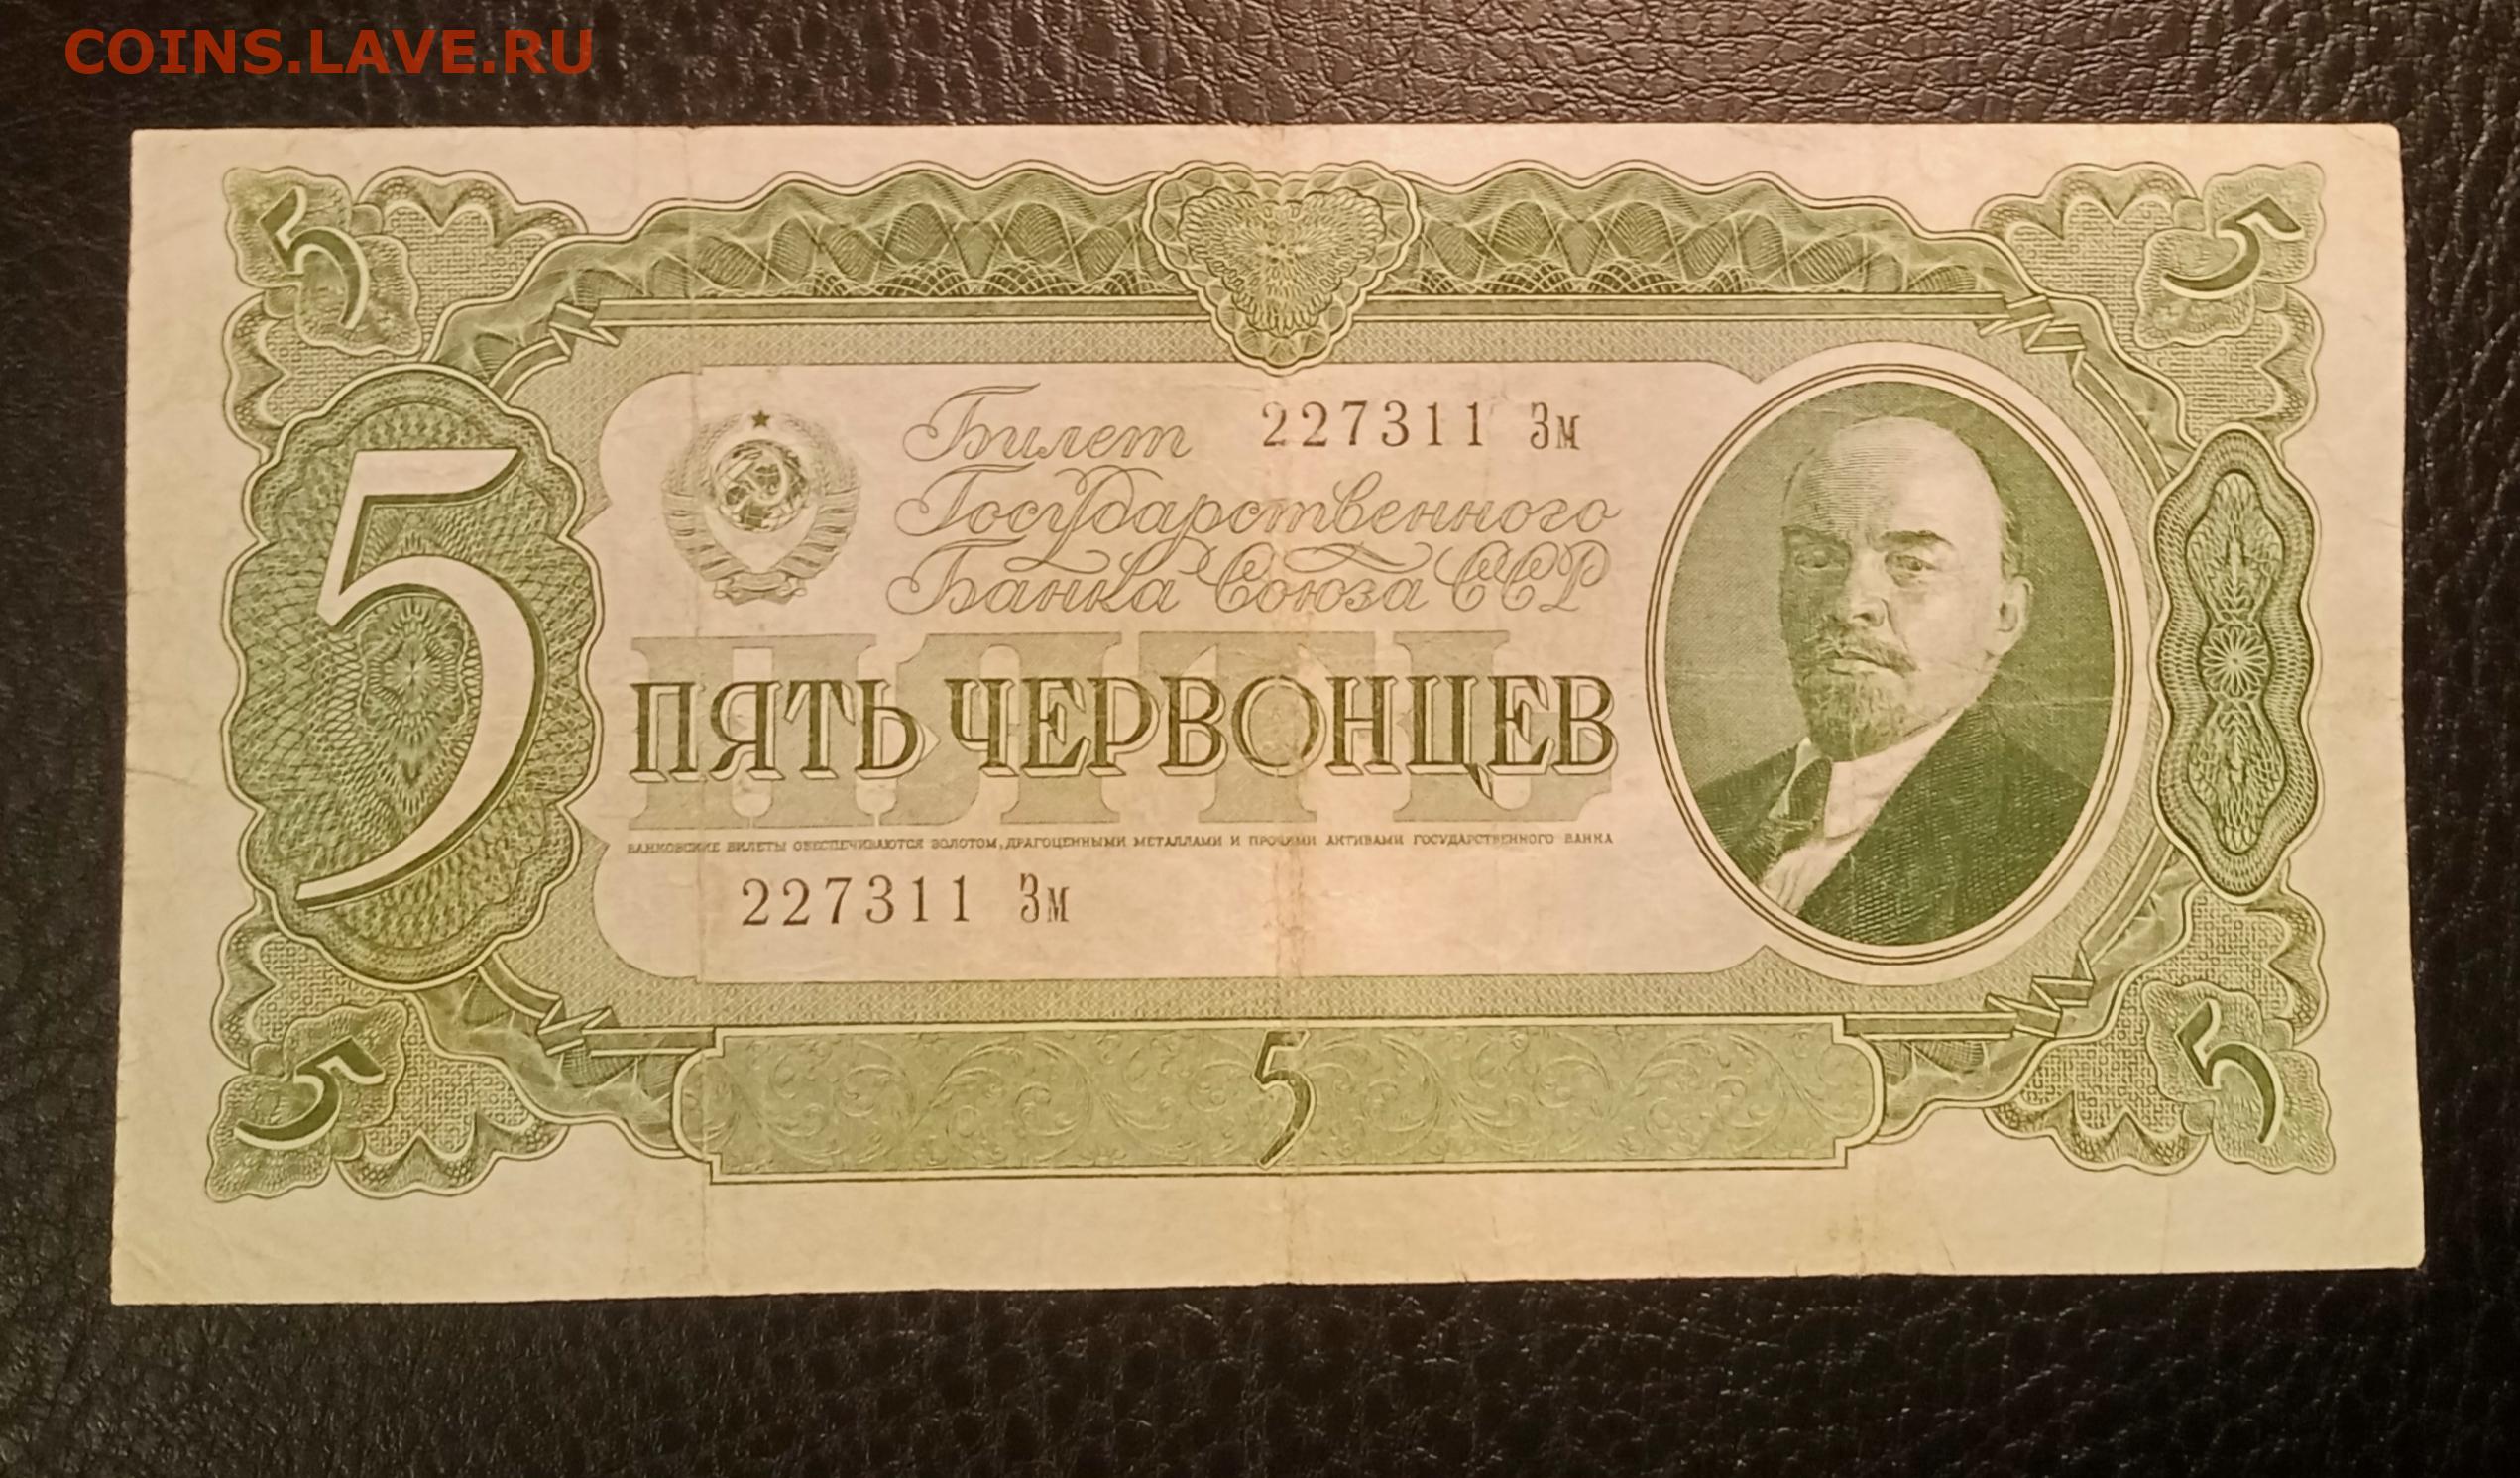 COINS.LAVE.RU
5 5
Билет 227311 Зм
Государственного
Банка Союза ССР
5
ПЯТЬ
ПЯТЬ ЧЕРВОНЦЕВ
БАНКОВСКИЕ БИЛЕТЫ ОБЕСПЕЧИВАЮТСЯ ЗОЛОТОМ, ДРАГОЦЕННЫМИ МЕТАЛЛАМИ И ПРОЧИМИ АКТИВАМИ ГОСУДАРСТВЕННОГО БАНКА
227311 Зм
5 5 5